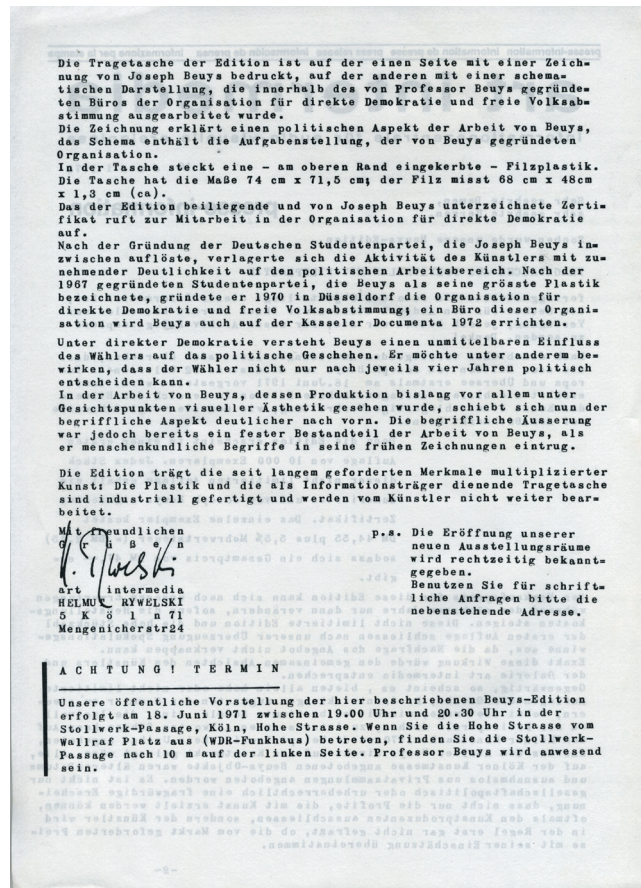 Die Tragetasche der Edition ist auf der einen Seite mit einer Zeich=
nung von Joseph Beuys bedruckt, auf der anderen mit einer schema=
tischen Darstellung, die innerhalb des von Professor Beuys gegründe=
ten Büros der Organisation für direkte Demokratie und freie Volksab=
stimmung ausgearbeitet wurde.
Die Zeichnung erklärt einen politischen Aspekt der Arbeit von Beuys,
das Schema enthält die Aufgabenstellung, der von Beuys gegründeten
Organisation.
In der Tasche steckt eine - am oberen Rand eingekerbte - Filzplastik.
Die Tasche hat die Maße 74 cm x 71,5 cm; der Filz misst 68 cm x 48cm
x 1,3 cm (ca).
Das der Edition beiliegende und von Joseph Beuys unterzeichnete Zerti=
fikat ruft zur Mitarbeit in der Organisation für direkte Demokratie
auf.
Nach der Gründung der Deutschen Studentenpartei, die Joseph Beuys in=
zwischen auflöste, verlagerte sich die Aktivität des Künstlers mit zu=
nehmender Deutlichkeit auf den politischen Arbeitsbereich. Nach der
1967 gegründeten Studentenpartei, die Beuys als seine grösste Plastik
bezeichnete, gründete er 1970 in Düsseldorf die Organisation für
direkte Demokratie und freie Volksabstimmung; ein Büro dieser Organi=
sation wird Beuys auch auf der Kasseler Documenta 1972 errichten.
Unter direkter Demokratie versteht Beuys einen unmittelbaren Einfluss
des Wählers auf das politische Geschehen. Er möchte unter anderem be=
wirken, dass der Wähler nicht nur nach jeweils vier Jahren politisch
entscheiden kann.
In der Arbeit von Beuys, dessen Produktion bislang vor allem unter
Gesichtspunkten visueller Ästhetik gesehen wurde, schiebt sich nun der
begriffliche Aspekt deutlicher nach vorn. Die begriffliche Äusserung
war jedoch bereits ein fester Bestandteil der Arbeit von Beuys, als
er menschenkundliche Begriffe in seine frühen Zeichnungen eintrug.
Die Edition trägt die seit langem geforderten Merkmale multiplizierter
Kunst: Die Plastik und die als Informationsträger dienende Tragetasche
sind industriell gefertigt und werden vom Künstler nicht weiter bear=
beitet.
Mit freundlichen
G r ü ß e n
art intermedia
HELMUT RYWELSKI
5 K ö l n 71
Mengenicherstr24
p.s. Die Eröffnung unserer
neuen Ausstellungsräume
wird rechtzeitig bekannt=
gegeben.
Benutzen Sie für schrift=
liche Anfragen bitte die
nebenstehende Adresse.
A C H T U N G ! T E R M I N
Unsere öffentliche Vorstellung der hier beschriebenen Beuys-Edition
erfolgt am 18. Juni 1971 zwischen 19.00 Uhr und 20.30 Uhr in der
Stollwerk-Passage, Köln, Hohe Strasse. Wenn Sie die Hohe Strasse vom
Wallraf Platz aus (WDR-Funkhaus) betreten, finden Sie die Stollwerk-
Passage nach 10 m auf der linken Seite. Professor Beuys wird anwesend
sein.